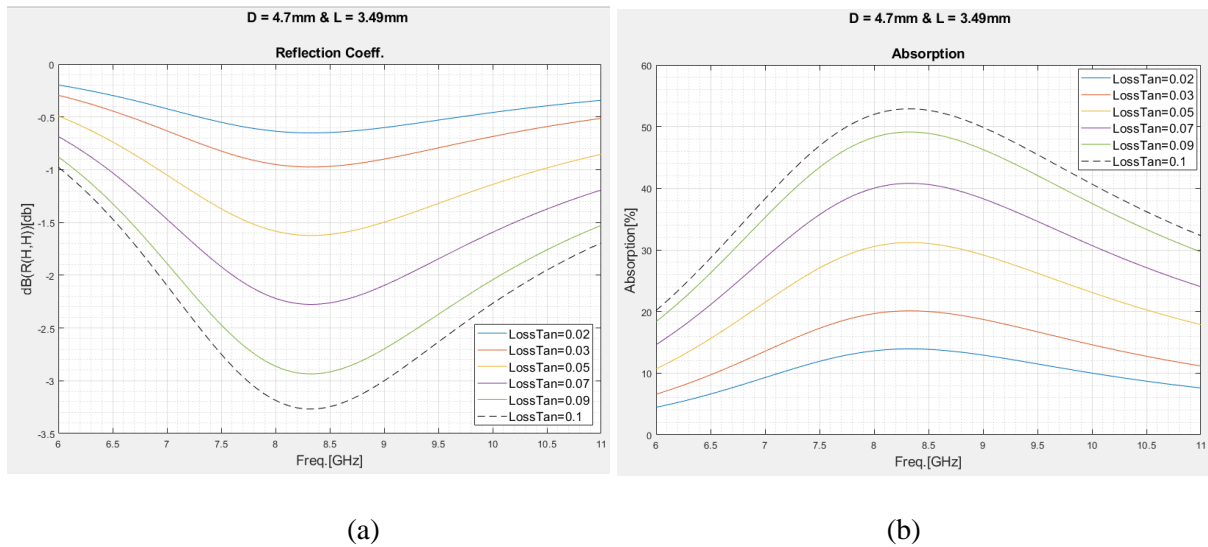 D = 4.7mm & L = 3.49mm
Reflection Coeff.
0
-0.5
-1
-1.5
-2
-2.5
-3
-3.5
dB(R(H,H))[db]
LossTan=0.02
LossTan=0.03
LossTan=0.05
LossTan=0.07
LossTan=0.09
LossTan=0.1
6 6.5 7 7.5 8 8.5 9 9.5 10 10.5 11
Freq.[GHz]
(a)
D = 4.7mm & L = 3.49mm
Absorption
60
50
40
30
20
10
0
Absorption[%]
LossTan=0.02
LossTan=0.03
LossTan=0.05
LossTan=0.07
LossTan=0.09
LossTan=0.1
6 6.5 7 7.5 8 8.5 9 9.5 10 10.5 11
Freq.[GHz]
(b)